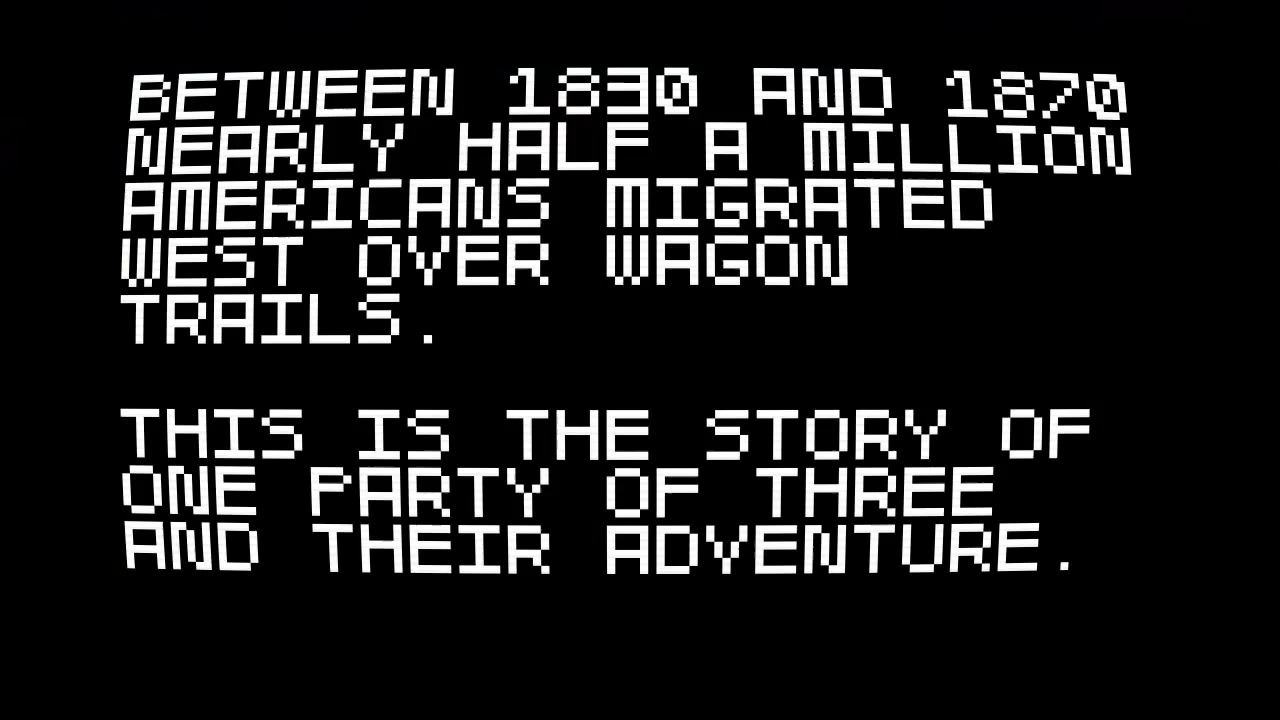 BETWEEN 1830 AND 1870
NEARLY HALF A MILLION
AMERICANS MIGRATED
WEST OVER WAGON
TRAILS.
THIS IS THE STORY OF
ONE PARTY OF THREE
AND THEIR ADVENTURE.